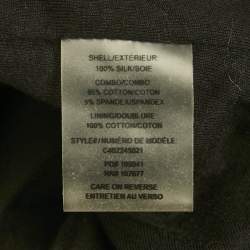 SHELL/EXTERIEUR
100% SILK/SOIE
COMBO/COMBO
95% COTTON/COTON
5% SPANDEX/SPANDEX
LINING/DOUBLURE
100% COTTON/COTON
STYLE#/NUMÉRO DE MODÈLE:
RN#
CARE ON REVERSE
ENTRETIEN AU VERSO